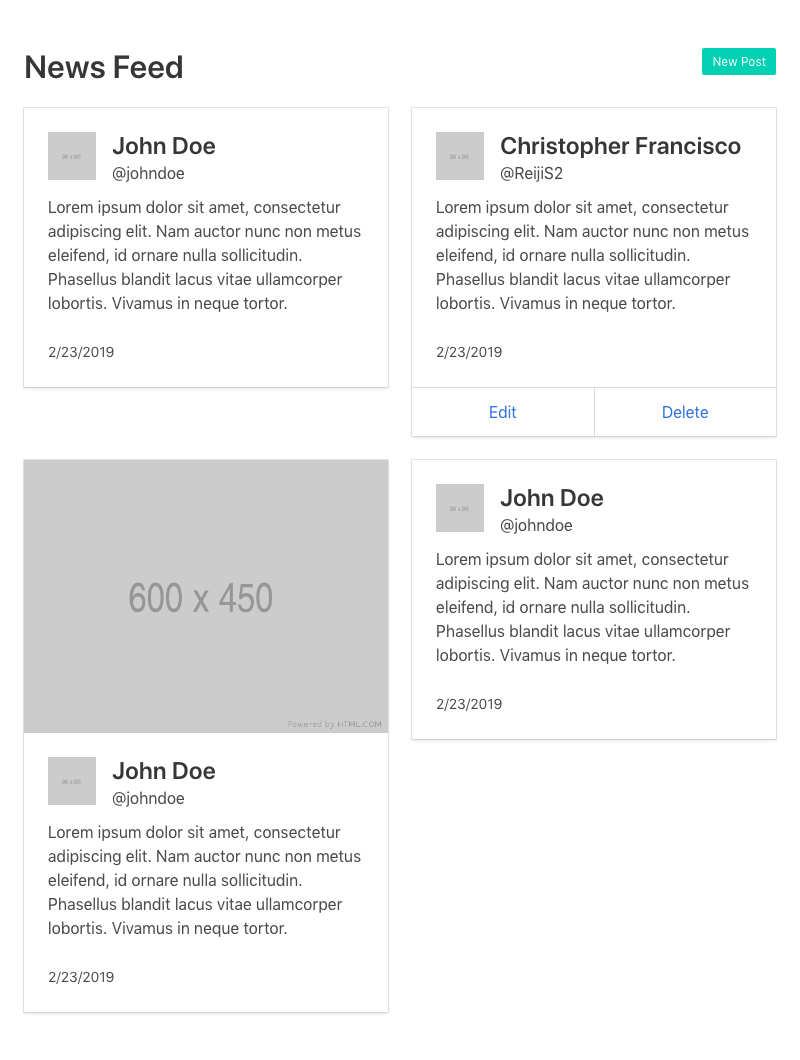 News Feed
New Post
96 x 96
John Doe
@johndoe
Lorem ipsum dolor sit amet, consectetur
adipiscing elit. Nam auctor nunc non metus
eleifend, id ornare nulla sollicitudin.
Phasellus blandit lacus vitae ullamcorper
lobortis. Vivamus in neque tortor.
2/23/2019
96 x 96
Christopher Francisco
@ReijiS2
Lorem ipsum dolor sit amet, consectetur
adipiscing elit. Nam auctor nunc non metus
eleifend, id ornare nulla sollicitudin.
Phasellus blandit lacus vitae ullamcorper
lobortis. Vivamus in neque tortor.
2/23/2019
Edit
Delete
600 x 450
Powered by HTML.COM
96 x 96
John Doe
@johndoe
Lorem ipsum dolor sit amet, consectetur
adipiscing elit. Nam auctor nunc non metus
eleifend, id ornare nulla sollicitudin.
Phasellus blandit lacus vitae ullamcorper
lobortis. Vivamus in neque tortor.
2/23/2019
96 x 96
John Doe
@johndoe
Lorem ipsum dolor sit amet, consectetur
adipiscing elit. Nam auctor nunc non metus
eleifend, id ornare nulla sollicitudin.
Phasellus blandit lacus vitae ullamcorper
lobortis. Vivamus in neque tortor.
2/23/2019